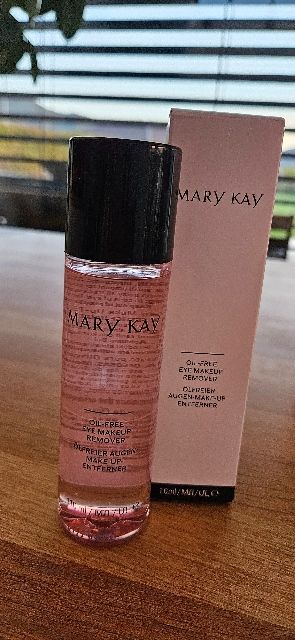 MARY KAY
OIL-FREE
EYE MAKEUP
REMOVER
ÖLFREIER AUGEN-
MAKE-UP-
ENTFERNER
MARY KAY
OIL-FREE
EYE MAKEUP
REMOVER
ÖLFREIER
AUGEN-MAKE-UP-
ENTFERNER